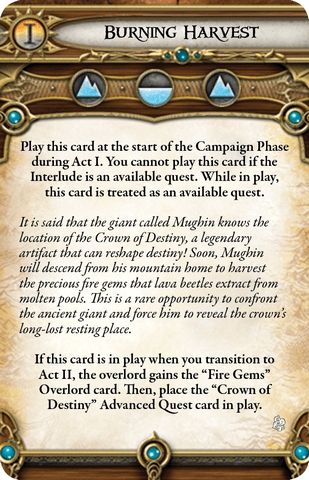 I
Burning Harvest
Play this card at the start of the Campaign Phase
during Act I. You cannot play this card if the
Interlude is an available quest. While in play,
this card is treated as an available quest.
It is said that the giant called Mughin knows the
location of the Crown of Destiny, a legendary
artifact that can reshape destiny! Soon, Mughin
will descend from his mountain home to harvest
the precious fire gems that lava beetles extract from
molten pools. This is a rare opportunity to confront
the ancient giant and force him to reveal the crown's
long-lost resting place.
If this card is in play when you transition to
Act II, the overlord gains the “Fire Gems”
Overlord card. Then, place the “Crown of
Destiny” Advanced Quest card in play.